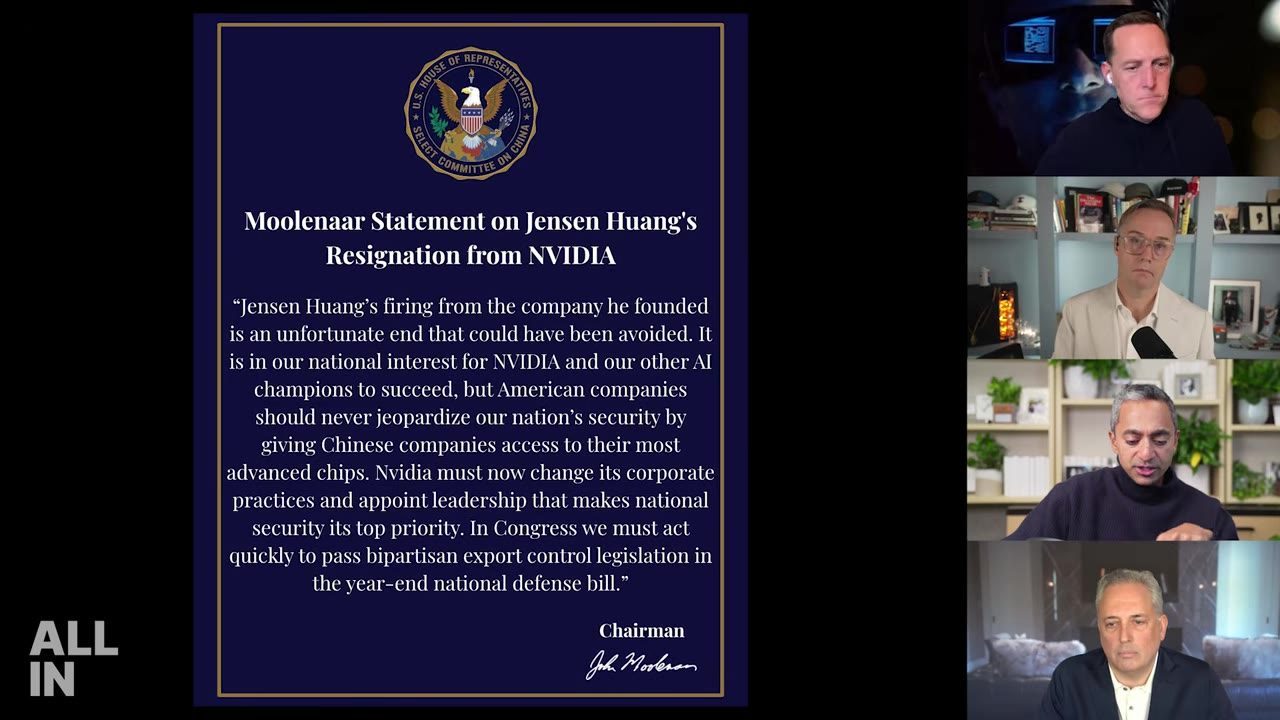 U.S. HOUSE OF REPRESENTATIVES
SELECT COMMITTEE ON CHINA
Moolenaar Statement on Jensen Huang's
Resignation from NVIDIA
“Jensen Huang’s firing from the company he founded
is an unfortunate end that could have been avoided. It
is in our national interest for NVIDIA and our other AI
champions to succeed, but American companies
should never jeopardize our nation’s security by
giving Chinese companies access to their most
advanced chips. Nvidia must now change its corporate
practices and appoint leadership that makes national
security its top priority. In Congress we must act
quickly to pass bipartisan export control legislation in
the year-end national defense bill.”
Chairman
John Moolenaar
ALL
IN